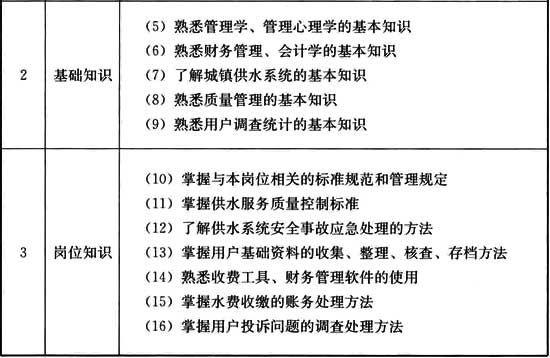 (5) 熟悉管理学、管理心理学的基本知识
(6) 熟悉财务管理、会计学的基本知识
2 基础知识 (7) 了解城镇供水系统的基本知识
(8) 熟悉质量管理的基本知识
(9) 熟悉用户调查统计的基本知识
(10) 掌握与本岗位相关的标准规范和管理规定
(11) 掌握供水服务质量控制标准
(12) 了解供水系统安全事故应急处理的方法
3 岗位知识 (13) 掌握用户基础资料的收集、整理、核查、存档方法
(14) 熟悉收费工具、财务管理软件的使用
(15) 掌握水费收缴的账务处理方法
(16) 掌握用户投诉问题的调查处理方法